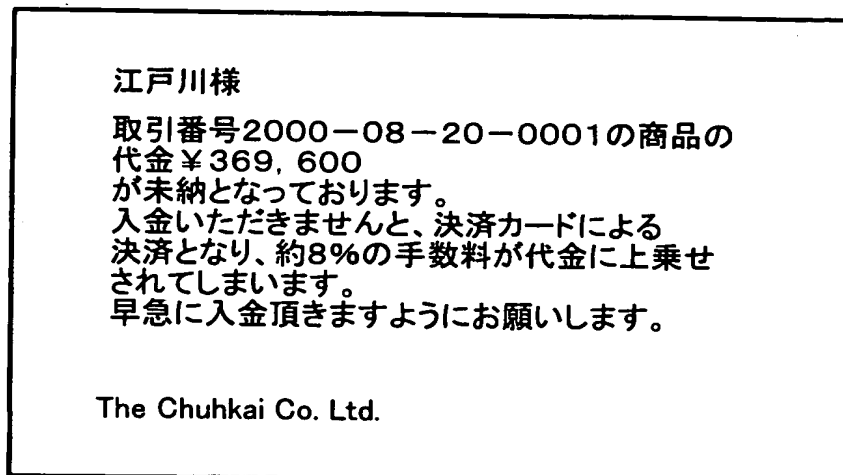 江戸川様
取引番号2000−08−20−0001の商品の
代金￥369，600
が未納となっております。
入金いただきませんと、決済カードによる
決済となり、約8%の手数料が代金に上乗せ
されてしまいます。
早急に入金頂きますようにお願いします。
The Chuhkai Co. Ltd.